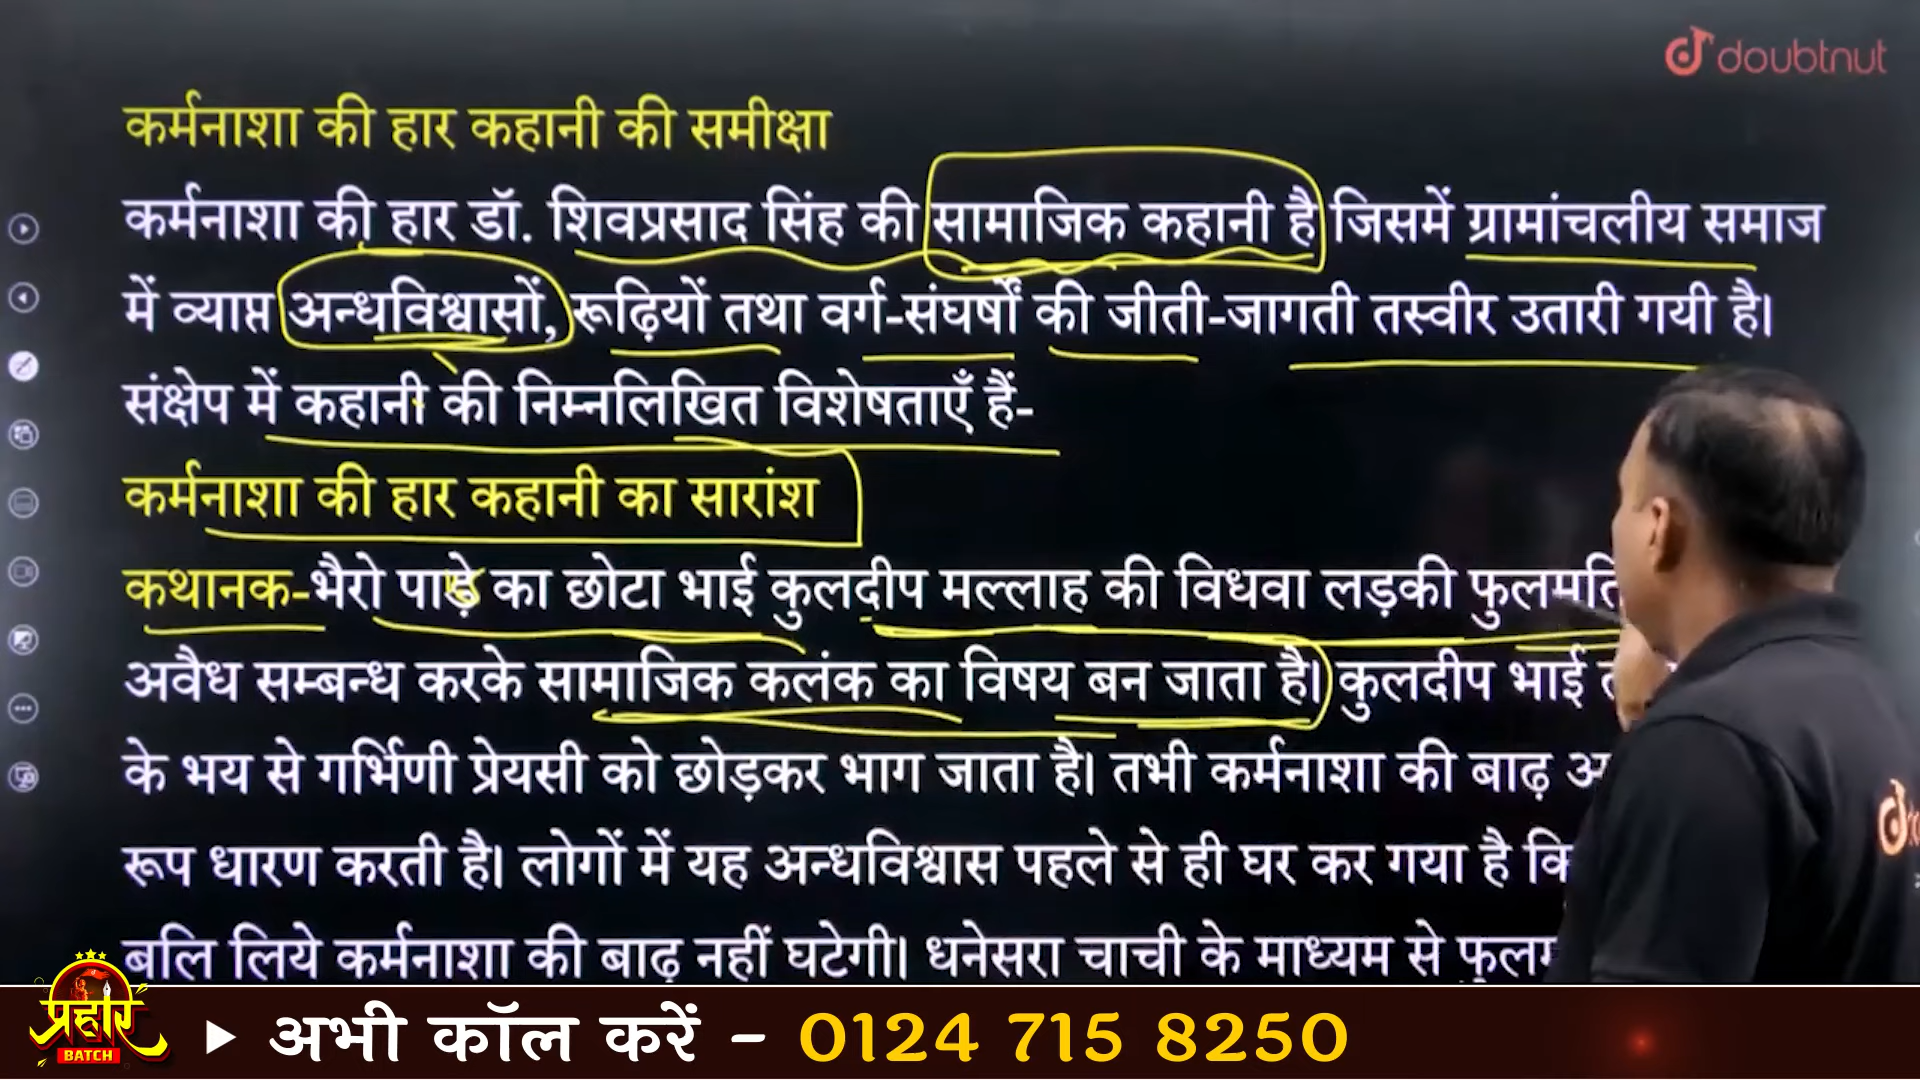 doubtnut
कर्मनाशा की हार कहानी की समीक्षा
कर्मनाशा की हार डॉ. शिवप्रसाद सिंह की सामाजिक कहानी है जिसमें ग्रामांचलीय समाज
में व्याप्त अन्धविश्वासों, रूढ़ियों तथा वर्ग-संघर्षों की जीती-जागती तस्वीर उतारी गयी है।
संक्षेप में कहानी की निम्नलिखित विशेषताएँ हैं-
कर्मनाशा की हार कहानी का सारांश
कथानक-भैरो पाड़े का छोटा भाई कुलदीप मल्लाह की विधवा लड़की
अवैध सम्बन्ध करके सामाजिक कलंक का विषय बन जाता है। कुलदीप भाई
के भय से गर्भिणी प्रेयसी को छोड़कर भाग जाता है। तभी कर्मनाशा की बाढ़
रूप धारण करती है। लोगों में यह अन्धविश्वास पहले से ही घर कर गया है
बलि लिये कर्मनाशा की बाढ़ नहीं घटेगी। धनेसरा चाची के माध्यम से
प्रहार
BATCH
अभी कॉल करें – 0124 715 8250